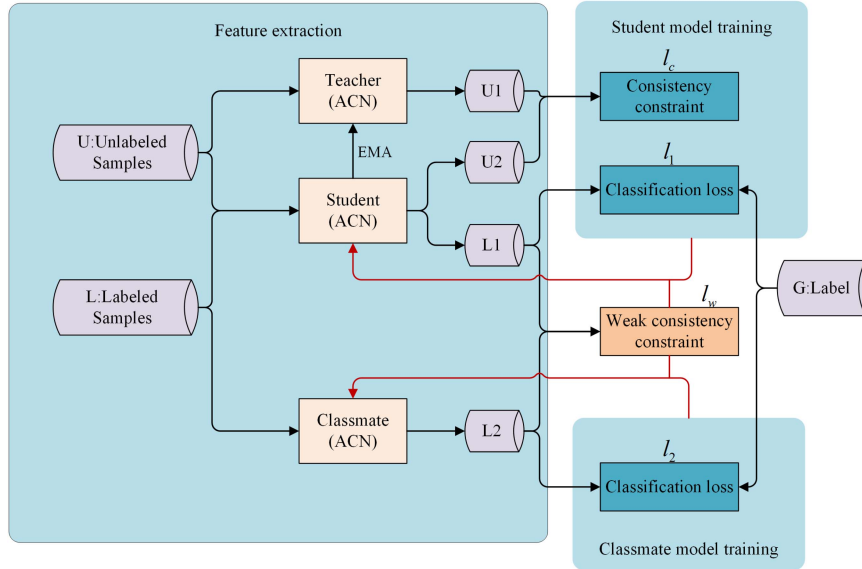 Feature extraction
Student model training
Teacher
(ACN)
U1
l_c
Consistency
constraint
U:Unlabeled
Samples
EMA
U2
l_1
Student
(ACN)
Classification loss
L1
L:Labeled
Samples
G:Label
l_w
Weak consistency
constraint
Classmate
(ACN)
L2
l_2
Classification loss
Classmate model training